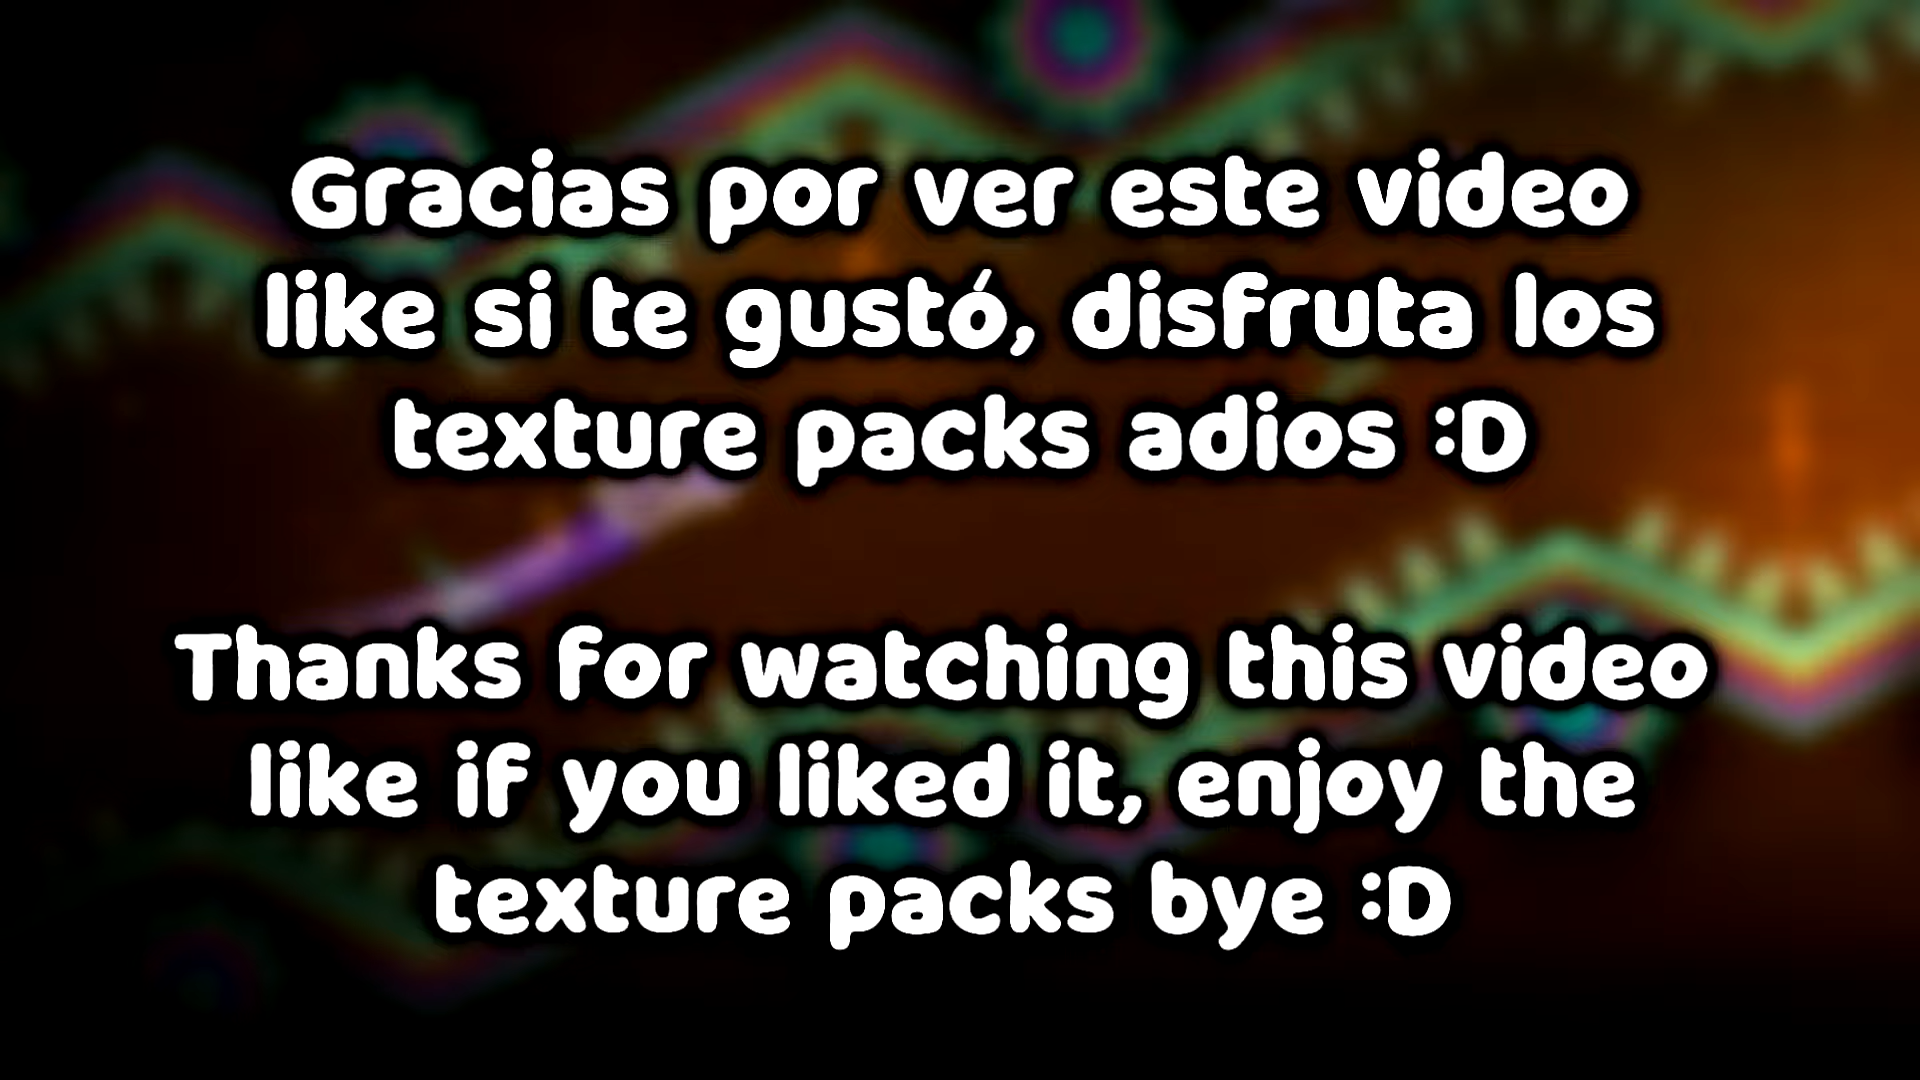 Gracias por ver este video
like si te gustó, disfruta los
texture packs adios :D
Thanks for watching this video
like if you liked it, enjoy the
texture packs bye :D